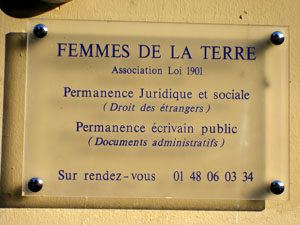 FEMMES DE LA TERRE
Association Loi 1901
Permanence Juridique et sociale
(Droit des étrangers)
Permanence écrivain public
(Documents administratifs)
Sur rendez-vous 01 48 06 03 34